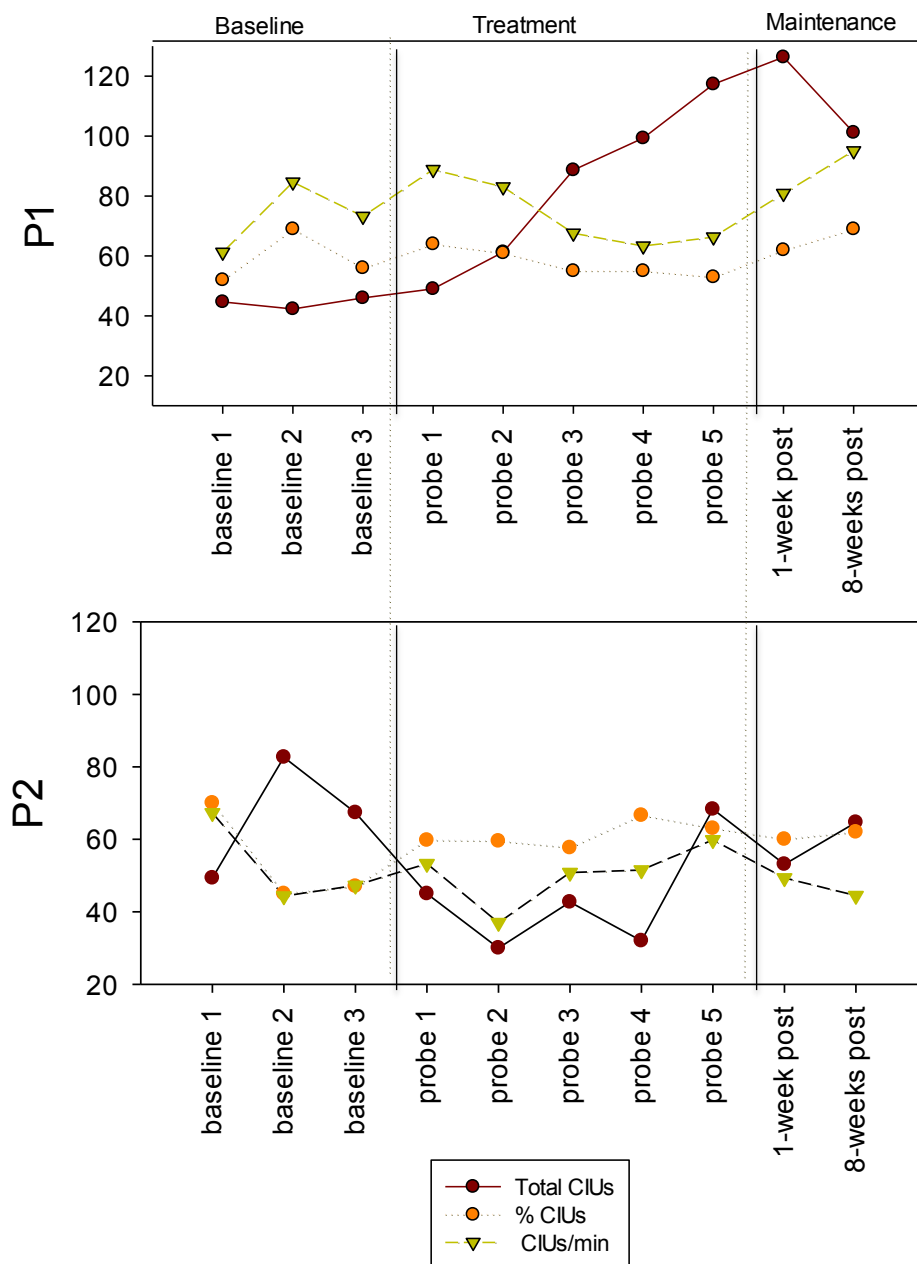 Baseline Treatment Maintenance
P1
120
100
80
60
40
20
baseline 1
baseline 2
baseline 3
probe 1
probe 2
probe 3
probe 4
probe 5
1-week post
8-weeks post
P2
120
100
80
60
40
20
baseline 1
baseline 2
baseline 3
probe 1
probe 2
probe 3
probe 4
probe 5
1-week post
8-weeks post
Total CIUs
% CIUs
CIUs/min